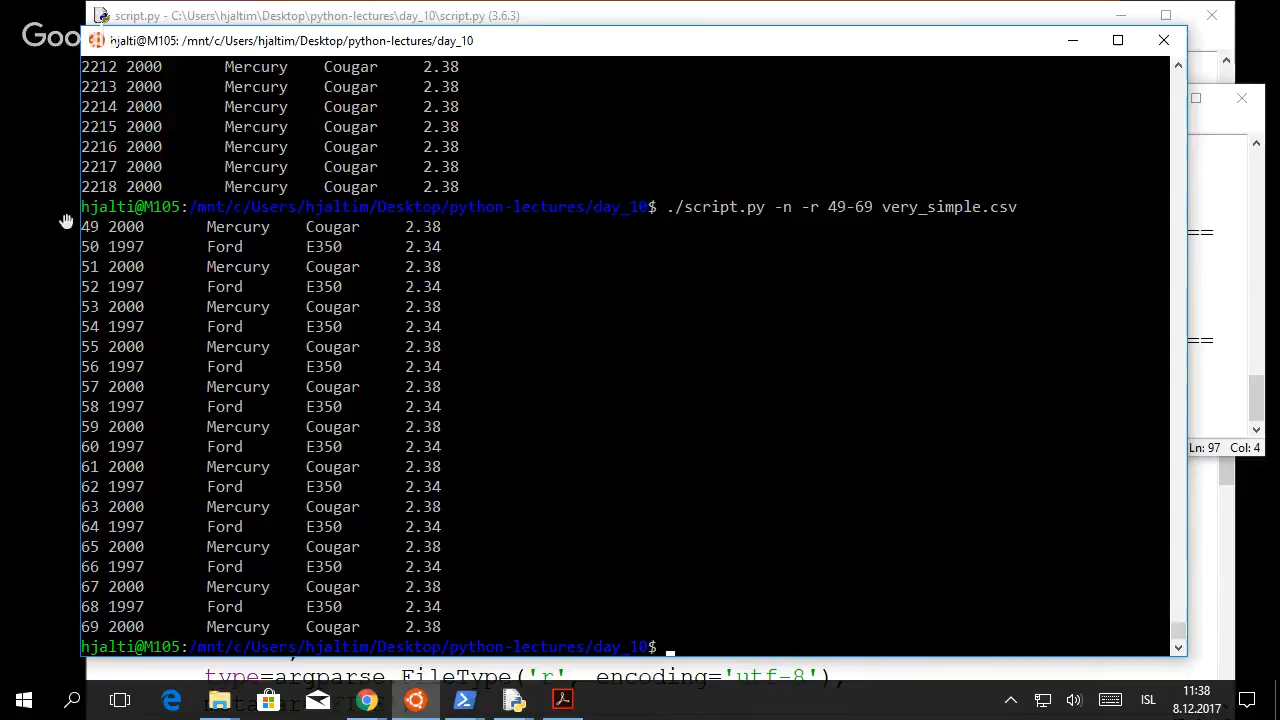 script.py - C:\Users\hjaltim\Desktop\python-lectures\day_10\script.py (3.6.3)
Goo
hjalti@M105: /mnt/c/Users/hjaltim/Desktop/python-lectures/day_10
2212 2000 Mercury Cougar 2.38
2213 2000 Mercury Cougar 2.38
2214 2000 Mercury Cougar 2.38
2215 2000 Mercury Cougar 2.38
2216 2000 Mercury Cougar 2.38
2217 2000 Mercury Cougar 2.38
2218 2000 Mercury Cougar 2.38
hjalti@M105:/mnt/c/Users/hjaltim/Desktop/python-lectures/day_10$ ./script.py -n -r 49-69 very_simple.csv
49 2000 Mercury Cougar 2.38
50 1997 Ford E350 2.34
51 2000 Mercury Cougar 2.38
52 1997 Ford E350 2.34
53 2000 Mercury Cougar 2.38
54 1997 Ford E350 2.34
55 2000 Mercury Cougar 2.38
56 1997 Ford E350 2.34
57 2000 Mercury Cougar 2.38
58 1997 Ford E350 2.34
59 2000 Mercury Cougar 2.38
60 1997 Ford E350 2.34
61 2000 Mercury Cougar 2.38
62 1997 Ford E350 2.34
63 2000 Mercury Cougar 2.38
64 1997 Ford E350 2.34
65 2000 Mercury Cougar 2.38
66 1997 Ford E350 2.34
67 2000 Mercury Cougar 2.38
68 1997 Ford E350 2.34
69 2000 Mercury Cougar 2.38
hjalti@M105:/mnt/c/Users/hjaltim/Desktop/python-lectures/day_10$
==
==
Ln: 97 Col: 4
type=argparse.FileType('r', encoding='utf-8'),
ÍSL
11:38
8.12.2017